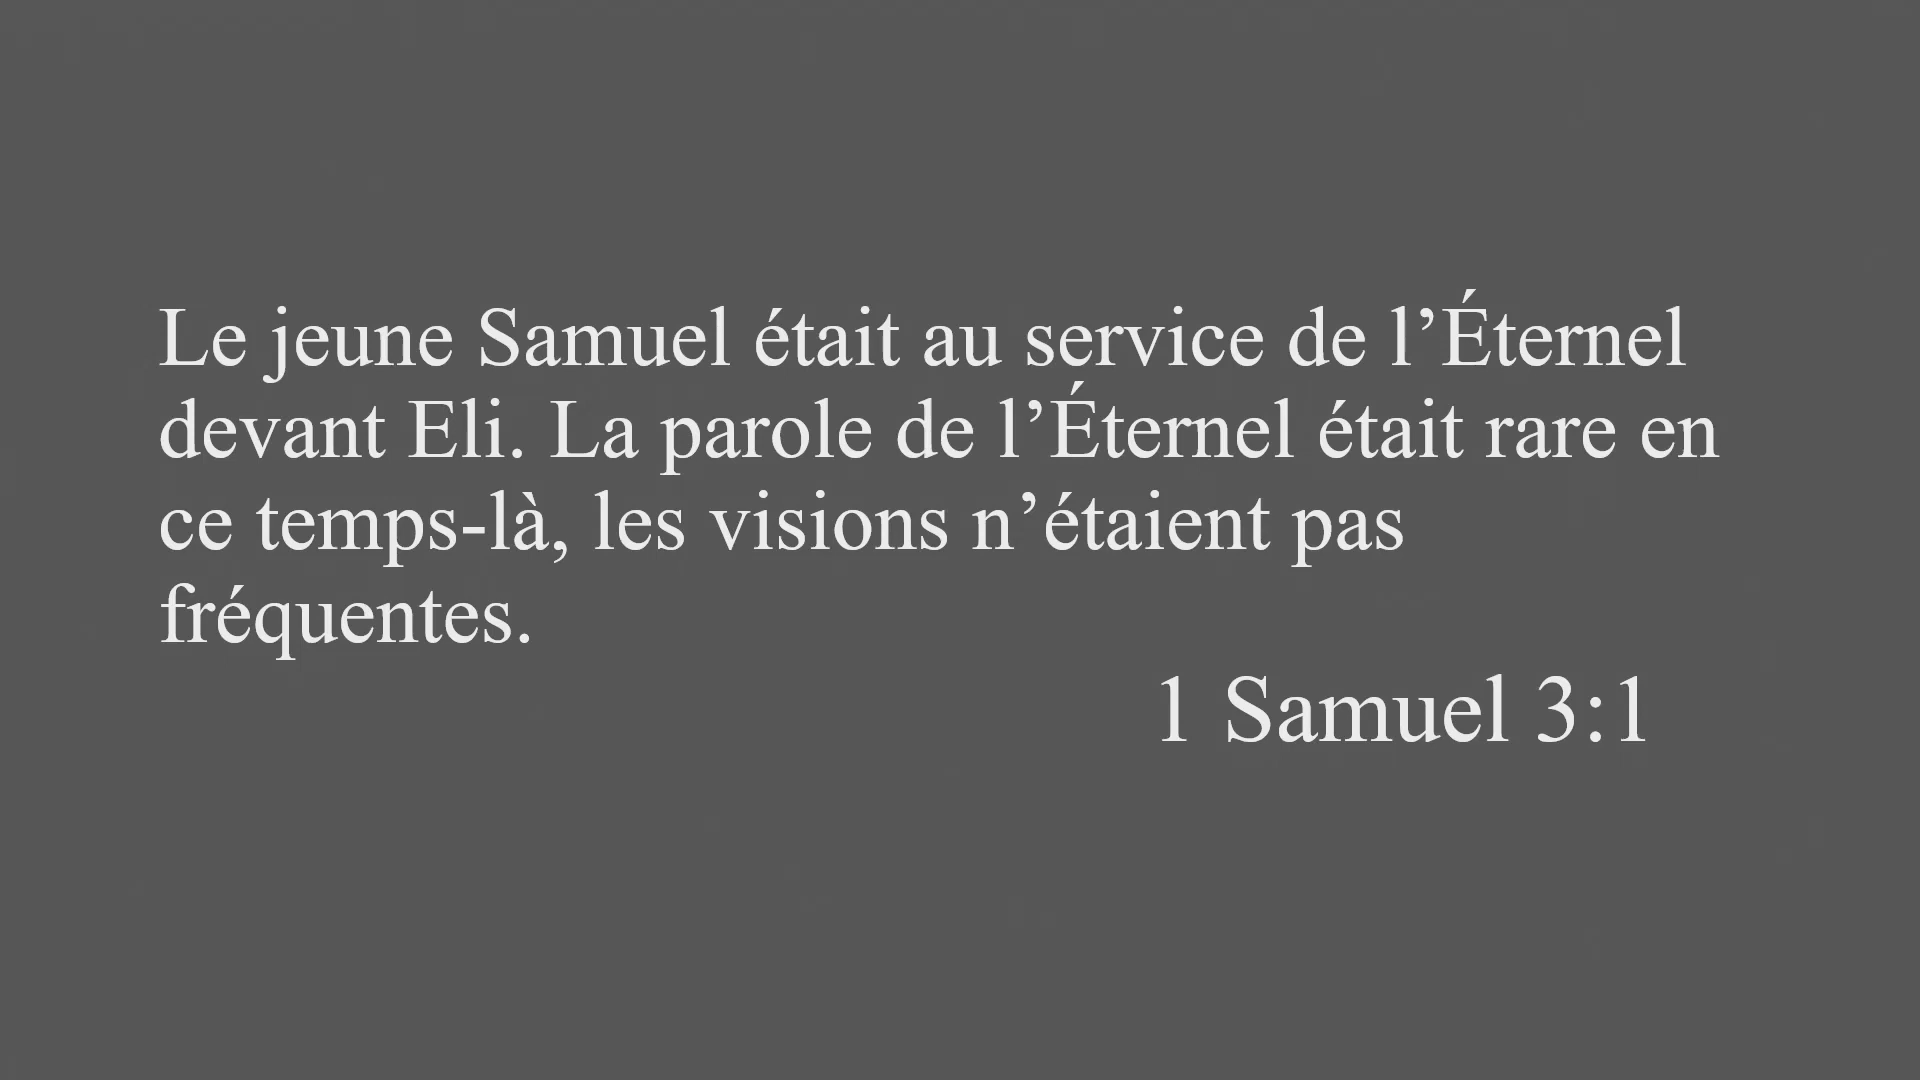 Le jeune Samuel était au service de l’Éternel
devant Eli. La parole de l’Éternel était rare en
ce temps-là, les visions n’étaient pas
fréquentes.
1 Samuel 3:1